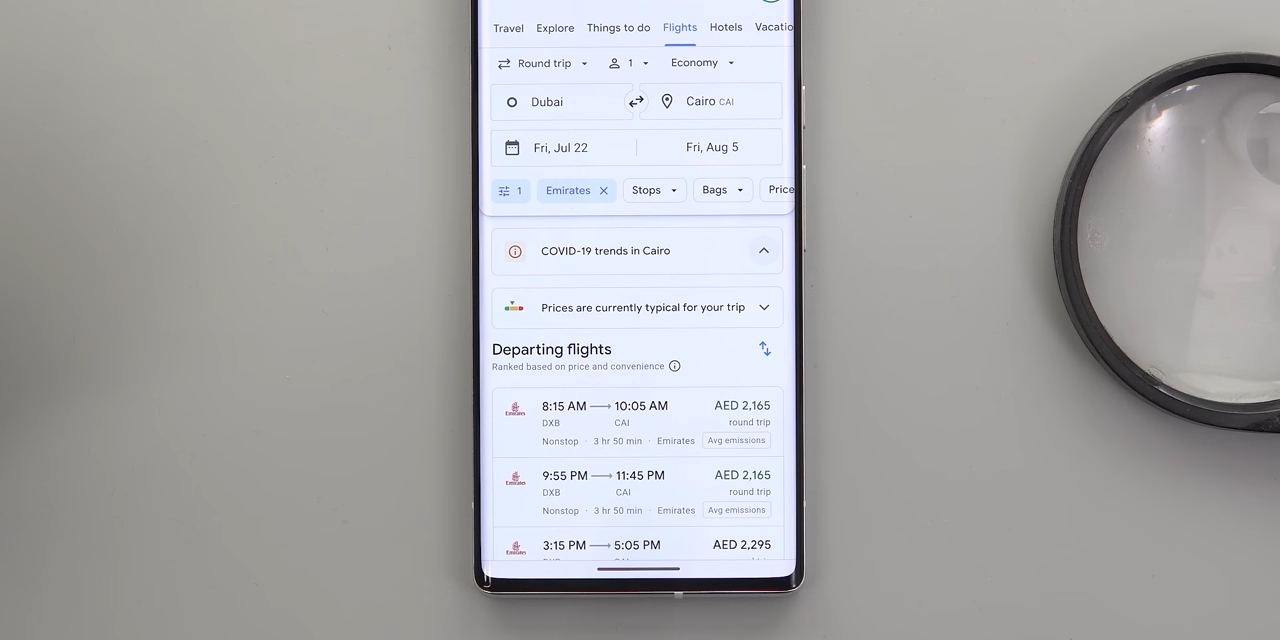 Travel Explore Things to do Flights Hotels Vacatio
Round trip 1 Economy
Dubai Cairo CAI
Fri, Jul 22 Fri, Aug 5
1 Emirates Stops Bags Price
COVID-19 trends in Cairo
Prices are currently typical for your trip
Departing flights
Ranked based on price and convenience
Emirates 8:15 AM 10:05 AM AED 2,165
DXB CAI round trip
Nonstop · 3 hr 50 min · Emirates Avg emissions
Emirates 9:55 PM 11:45 PM AED 2,165
DXB CAI round trip
Nonstop · 3 hr 50 min · Emirates Avg emissions
Emirates 3:15 PM 5:05 PM AED 2,295